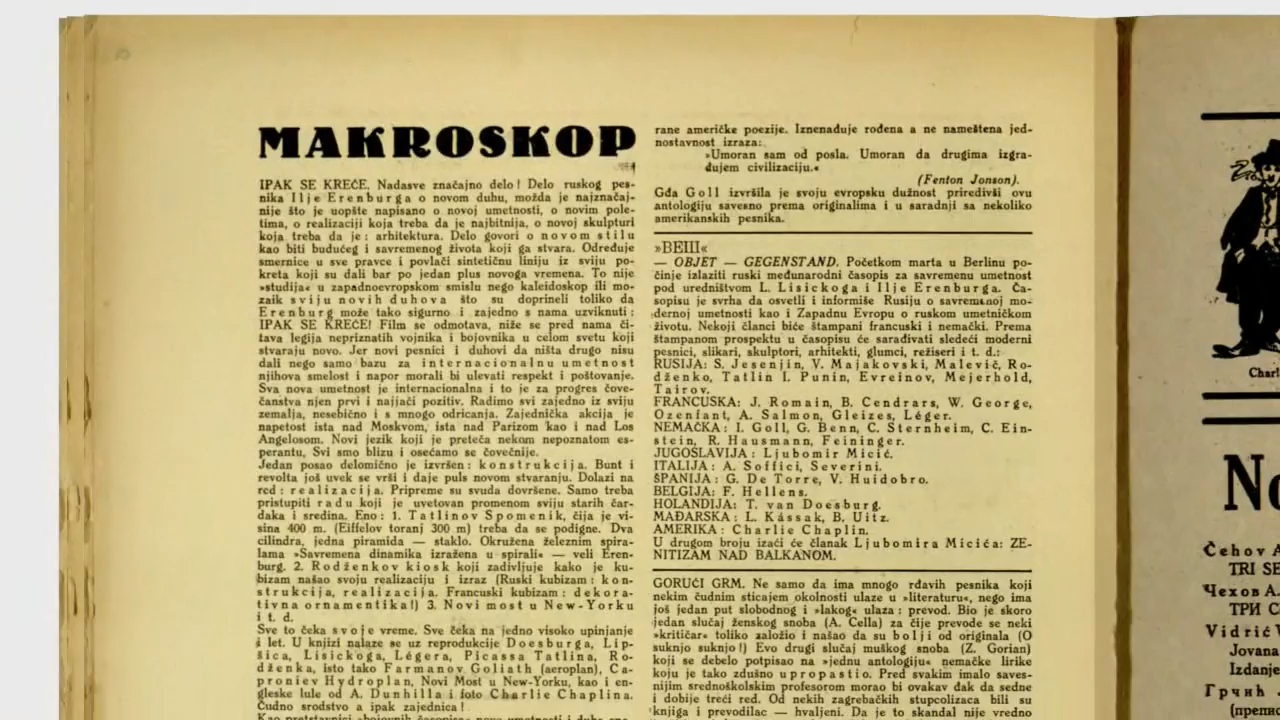 MAKROSKOP
IPAK SE KREĆE. Nadasve značajno delo! Delo ruskog pes-
nika Ilje Erenburga o novom duhu, možda je najznačaj-
nije što je uopšte napisano o novoj umetnosti, o novim pole-
tima, o realizaciji koja treba da je najbitnija, o novoj skulpturi
koja treba da je: arhitektura. Delo govori o novom stilu
kao biti budućeg i savremenog života koji ga stvara. Određuje
smernice u sve pravce i povlači sintetičnu liniju iz sviju po-
kreta koji su dali bar po jedan plus novoga vremena. To nije
»studija« u zapadnoevropskom smislu nego kaleidoskop ili mo-
zaik sviju novih duhova što su doprineli toliko da
Erenburg može tako sigurno i zajedno s nama uzviknuti:
IPAK SE KREĆE! Film se odmotava, niže se pred nama či-
tava legija nepriznatih vojnika i bojovnika u celom svetu koji
stvaraju novo. Jer novi pesnici i duhovi da ništa drugo nisu
dali nego samo bazu za internacionalnu umetnost
njihova smelost i napor morali bi ulevati respekt i poštovanje.
Sva nova umetnost je internacionalna i to je za progres čove-
čanstva njen prvi i najjači pozitiv. Radimo svi zajedno iz sviju
zemalja, nesebično i s mnogo odricanja. Zajednička akcija je
napetost ista nad Moskvom, ista nad Parizom kao i nad Los
Angelosom. Novi jezik koji je preteča nekom nepoznatom es-
perantu, Svi smo blizu i osećamo se čovečnije.
Jedan posao delomično je izvršen: konstrukcija. Bunt i
revolta još uvek se vrši i daje puls novom stvaranju. Dolazi na
red: realizacija. Pripreme su svuda dovršene. Samo treba
pristupiti radu koji je uvetovan promenom sviju starih čar-
daka i sredina. Eno: 1. Tatlinov Spomenik, čija je vi-
sina 400 m. (Eiffelov toranj 300 m) treba da se podigne. Dva
cilindra, jedna piramida — staklo. Okružena železnim spira-
lama »Savremena dinamika izražena u spirali« — veli Eren-
burg. 2. Rodženkov kiosk koji zadivljuje kako je ku-
bizam našao svoju realizaciju i izraz (Ruski kubizam: kon-
strukcija, realizacija. Francuski kubizam: dekora-
tivna ornamentika!) 3. Novi most u New-Yorku
i t. d.
Sve to čeka svoje vreme. Sve čeka na jedno visoko upinjanje
i let. U knjizi nalaze se uz reprodukcije Doesburga, Lip-
šica, Lisickoga, Légera, Picassa Tatlina, Ro-
dženka, isto tako Farmanov Goliath (aeroplan), Ca-
proniev Hydroplan, Novi Most u New-Yorku, kao i en-
gleske lule od A. Dunhilla i foto Charlie Chaplina.
Čudno srodstvo a ipak zajednica!
rane američke poezije. Iznenađuje rođena a ne nameštena jed-
nostavnost izraza:
»Umoran sam od posla. Umoran da drugima izgra-
đujem civilizaciju.«
(Fenton Jonson).
Gđa Goll izvršila je svoju evropsku dužnost priredivši ovu
antologiju savesno prema originalima i u saradnji sa nekoliko
amerikanskih pesnika.
»ВЕЩ«
— OBJET — GEGENSTAND. Početkom marta u Berlinu po-
činje izlaziti ruski međunarodni časopis za savremenu umetnost
pod uredništvom L. Lisickoga i Ilje Erenburga. Ča-
sopisu je svrha da osvetli i informiše Rusiju o savremenoj mo-
dernoj umetnosti kao i Zapadnu Evropu o ruskom umetničkom
životu. Nekoji članci biće štampani francuski i nemački. Prema
štampanom prospektu u časopisu će sarađivati sledeći moderni
pesnici, slikari, skulptori, arhitekti, glumci, režiseri i t. d.:
RUSIJA: S. Jesenjin, V. Majakovski, Malevič, Ro-
dženko, Tatlin I. Punin, Evreinov, Mejerhold,
Tairov.
FRANCUSKA: J. Romain, B. Cendrars, W. George,
Ozenfant, A. Salmon, Gleizes, Léger.
NEMAČKA: I. Goll, G. Benn, C. Sternheim, C. Ein-
stein, R. Hausmann, Feininger.
JUGOSLAVIJA: Ljubomir Micić.
ITALIJA: A. Soffici, Severini.
ŠPANIJA: G. De Torre, V. Huidobro.
BELGIJA: F. Hellens.
HOLANDIJA: T. van Doesburg.
MAĐARSKA: L. Kássak, B. Uitz.
AMERIKA: Charlie Chaplin.
U drugom broju izaći će članak Ljubomira Micića: ZE-
NITIZAM NAD BALKANOM.
GORUĆI GRM. Ne samo da ima mnogo rđavih pesnika koji
nekim čudnim sticajem okolnosti ulaze u »literaturu«, nego ima
još jedan put slobodnog i »lakog« ulaza: prevod. Bio je skoro
jedan slučaj ženskog snoba (A. Cella) za čije prevode se neki
»kritičar« toliko založio i našao da su bolji od originala (O
suknjo suknjo!) Evo drugi slučaj muškog snoba (Z. Gorian)
koji se debelo potpisao na »jednu antologiju« nemačke lirike
koju je tako zdušno upropastio. Pred svakim imalo saves-
nijim srednoškolskim profesorom morao bi ovakav đak da sedne
i dobije treći red. Od nekih zagrebačkih stupcolizaca bili su
knjiga i prevodilac — hvaljeni. Da je to skandal nije vredno
Charl
No
Čehov A
TRI SE
Чехов А.
ТРИ С
Vidrić V
Jovana
Izdanje
Грчић
(препис